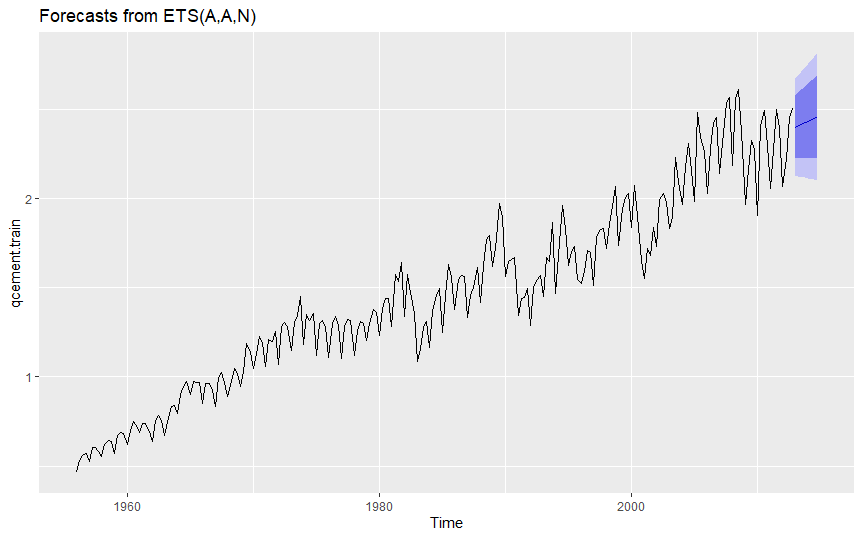 Forecasts from ETS(A,A,N)
qcement.train
2
1
1960
1980
2000
Time